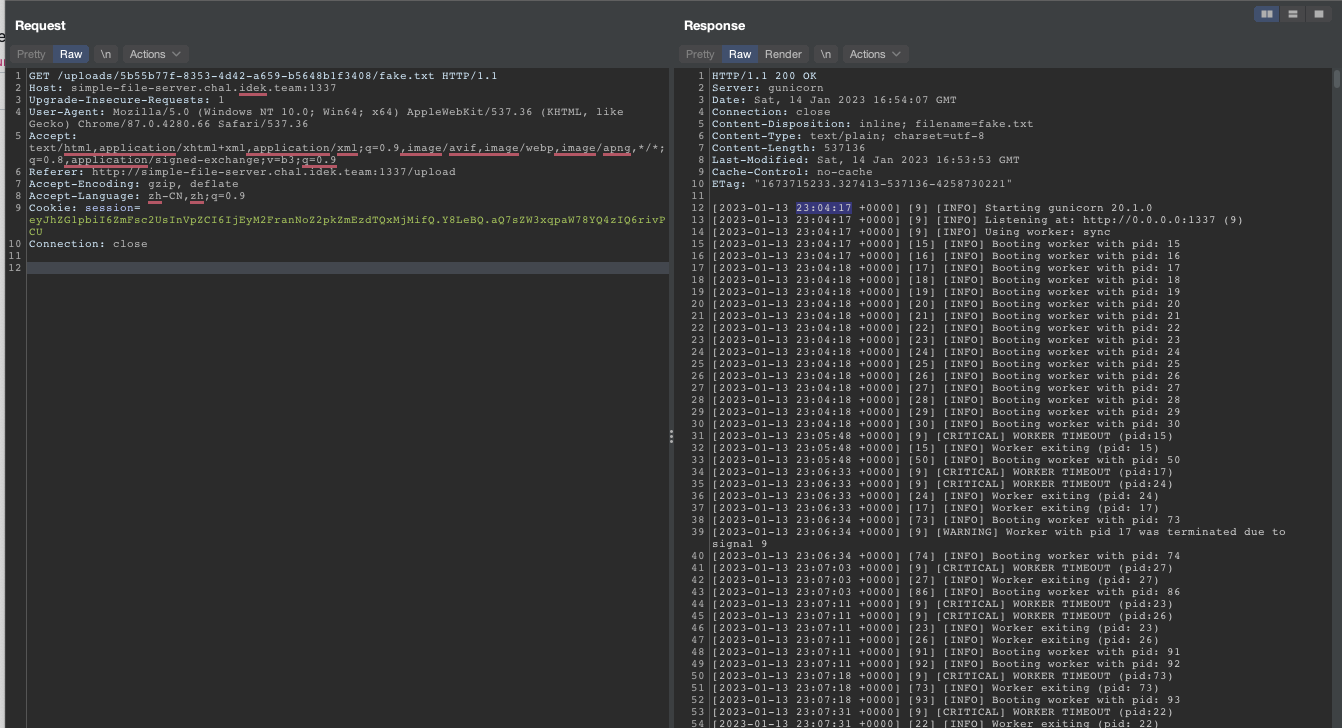 Request
Pretty Raw \n Actions
1 GET /uploads/5b55b77f-8353-4d42-a659-b5648b1f3408/fake.txt HTTP/1.1
2 Host: simple-file-server.chal.idek.team:1337
3 Upgrade-Insecure-Requests: 1
4 User-Agent: Mozilla/5.0 (Windows NT 10.0; Win64; x64) AppleWebKit/537.36 (KHTML, like
Gecko) Chrome/87.0.4280.66 Safari/537.36
5 Accept:
text/html,application/xhtml+xml,application/xml;q=0.9,image/avif,image/webp,image/apng,*/*;
q=0.8,application/signed-exchange;v=b3;q=0.9
6 Referer: http://simple-file-server.chal.idek.team:1337/upload
7 Accept-Encoding: gzip, deflate
8 Accept-Language: zh-CN,zh;q=0.9
9 Cookie: session=
eyJhZG1pbiI6ZmFsc2UsInVpZCI6IjEyM2FranNoZ2pkZmEzdTQxMjMifQ.Y8LeBQ.aQ7sZW3xqpaW78YQ4zIQ6rivP
CU
10 Connection: close
11
12
Response
Pretty Raw Render \n Actions
1 HTTP/1.1 200 OK
2 Server: gunicorn
3 Date: Sat, 14 Jan 2023 16:54:07 GMT
4 Connection: close
5 Content-Disposition: inline; filename=fake.txt
6 Content-Type: text/plain; charset=utf-8
7 Content-Length: 537136
8 Last-Modified: Sat, 14 Jan 2023 16:53:53 GMT
9 Cache-Control: no-cache
10 ETag: "1673715233.327413-537136-4258730221"
11
12 [2023-01-13 23:04:17 +0000] [9] [INFO] Starting gunicorn 20.1.0
13 [2023-01-13 23:04:17 +0000] [9] [INFO] Listening at: http://0.0.0.0:1337 (9)
14 [2023-01-13 23:04:17 +0000] [9] [INFO] Using worker: sync
15 [2023-01-13 23:04:17 +0000] [15] [INFO] Booting worker with pid: 15
16 [2023-01-13 23:04:17 +0000] [16] [INFO] Booting worker with pid: 16
17 [2023-01-13 23:04:18 +0000] [17] [INFO] Booting worker with pid: 17
18 [2023-01-13 23:04:18 +0000] [18] [INFO] Booting worker with pid: 18
19 [2023-01-13 23:04:18 +0000] [19] [INFO] Booting worker with pid: 19
20 [2023-01-13 23:04:18 +0000] [20] [INFO] Booting worker with pid: 20
21 [2023-01-13 23:04:18 +0000] [21] [INFO] Booting worker with pid: 21
22 [2023-01-13 23:04:18 +0000] [22] [INFO] Booting worker with pid: 22
23 [2023-01-13 23:04:18 +0000] [23] [INFO] Booting worker with pid: 23
24 [2023-01-13 23:04:18 +0000] [24] [INFO] Booting worker with pid: 24
25 [2023-01-13 23:04:18 +0000] [25] [INFO] Booting worker with pid: 25
26 [2023-01-13 23:04:18 +0000] [26] [INFO] Booting worker with pid: 26
27 [2023-01-13 23:04:18 +0000] [27] [INFO] Booting worker with pid: 27
28 [2023-01-13 23:04:18 +0000] [28] [INFO] Booting worker with pid: 28
29 [2023-01-13 23:04:18 +0000] [29] [INFO] Booting worker with pid: 29
30 [2023-01-13 23:04:18 +0000] [30] [INFO] Booting worker with pid: 30
31 [2023-01-13 23:05:48 +0000] [9] [CRITICAL] WORKER TIMEOUT (pid:15)
32 [2023-01-13 23:05:48 +0000] [15] [INFO] Worker exiting (pid: 15)
33 [2023-01-13 23:05:48 +0000] [50] [INFO] Booting worker with pid: 50
34 [2023-01-13 23:06:33 +0000] [9] [CRITICAL] WORKER TIMEOUT (pid:17)
35 [2023-01-13 23:06:33 +0000] [9] [CRITICAL] WORKER TIMEOUT (pid:24)
36 [2023-01-13 23:06:33 +0000] [24] [INFO] Worker exiting (pid: 24)
37 [2023-01-13 23:06:33 +0000] [17] [INFO] Worker exiting (pid: 17)
38 [2023-01-13 23:06:34 +0000] [73] [INFO] Booting worker with pid: 73
39 [2023-01-13 23:06:34 +0000] [9] [WARNING] Worker with pid 17 was terminated due to
signal 9
40 [2023-01-13 23:06:34 +0000] [74] [INFO] Booting worker with pid: 74
41 [2023-01-13 23:07:03 +0000] [9] [CRITICAL] WORKER TIMEOUT (pid:27)
42 [2023-01-13 23:07:03 +0000] [27] [INFO] Worker exiting (pid: 27)
43 [2023-01-13 23:07:03 +0000] [86] [INFO] Booting worker with pid: 86
44 [2023-01-13 23:07:11 +0000] [9] [CRITICAL] WORKER TIMEOUT (pid:23)
45 [2023-01-13 23:07:11 +0000] [9] [CRITICAL] WORKER TIMEOUT (pid:26)
46 [2023-01-13 23:07:11 +0000] [23] [INFO] Worker exiting (pid: 23)
47 [2023-01-13 23:07:11 +0000] [26] [INFO] Worker exiting (pid: 26)
48 [2023-01-13 23:07:11 +0000] [91] [INFO] Booting worker with pid: 91
49 [2023-01-13 23:07:11 +0000] [92] [INFO] Booting worker with pid: 92
50 [2023-01-13 23:07:18 +0000] [9] [CRITICAL] WORKER TIMEOUT (pid:73)
51 [2023-01-13 23:07:18 +0000] [73] [INFO] Worker exiting (pid: 73)
52 [2023-01-13 23:07:18 +0000] [93] [INFO] Booting worker with pid: 93
53 [2023-01-13 23:07:31 +0000] [9] [CRITICAL] WORKER TIMEOUT (pid:22)
54 [2023-01-13 23:07:31 +0000] [22] [INFO] Worker exiting (pid: 22)